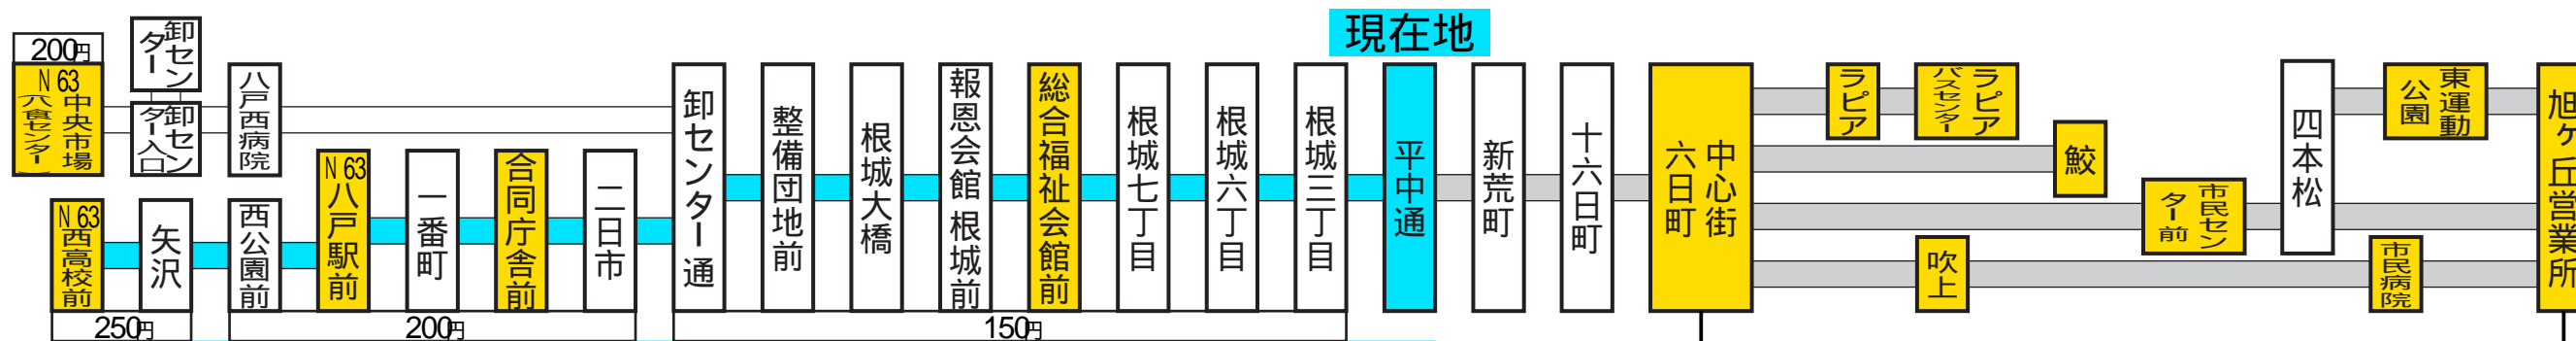 現在地
200円
N 63
中央市場
(八食センター)
卸センター
卸センター入口
八戸西病院
N 63
西高校前
矢沢
西公園前
N 63
八戸駅前
一番町
合同庁舎前
二日市
卸センター通
整備団地前
根城大橋
報恩会館 根城前
総合福祉会館前
根城七丁目
根城六丁目
根城三丁目
平中通
新荒町
十六日町
中心街
六日町
ラピア
ラピア
バスセンター
鮫
市民センター前
吹上
四本松
東運動公園
市民病院
旭ヶ丘営業所
250円
200円
150円